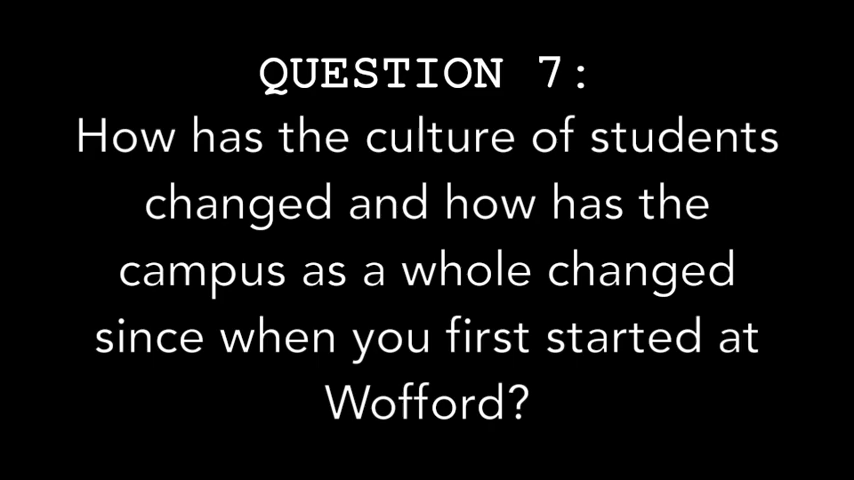 QUESTION 7:
How has the culture of students
changed and how has the
campus as a whole changed
since when you first started at
Wofford?